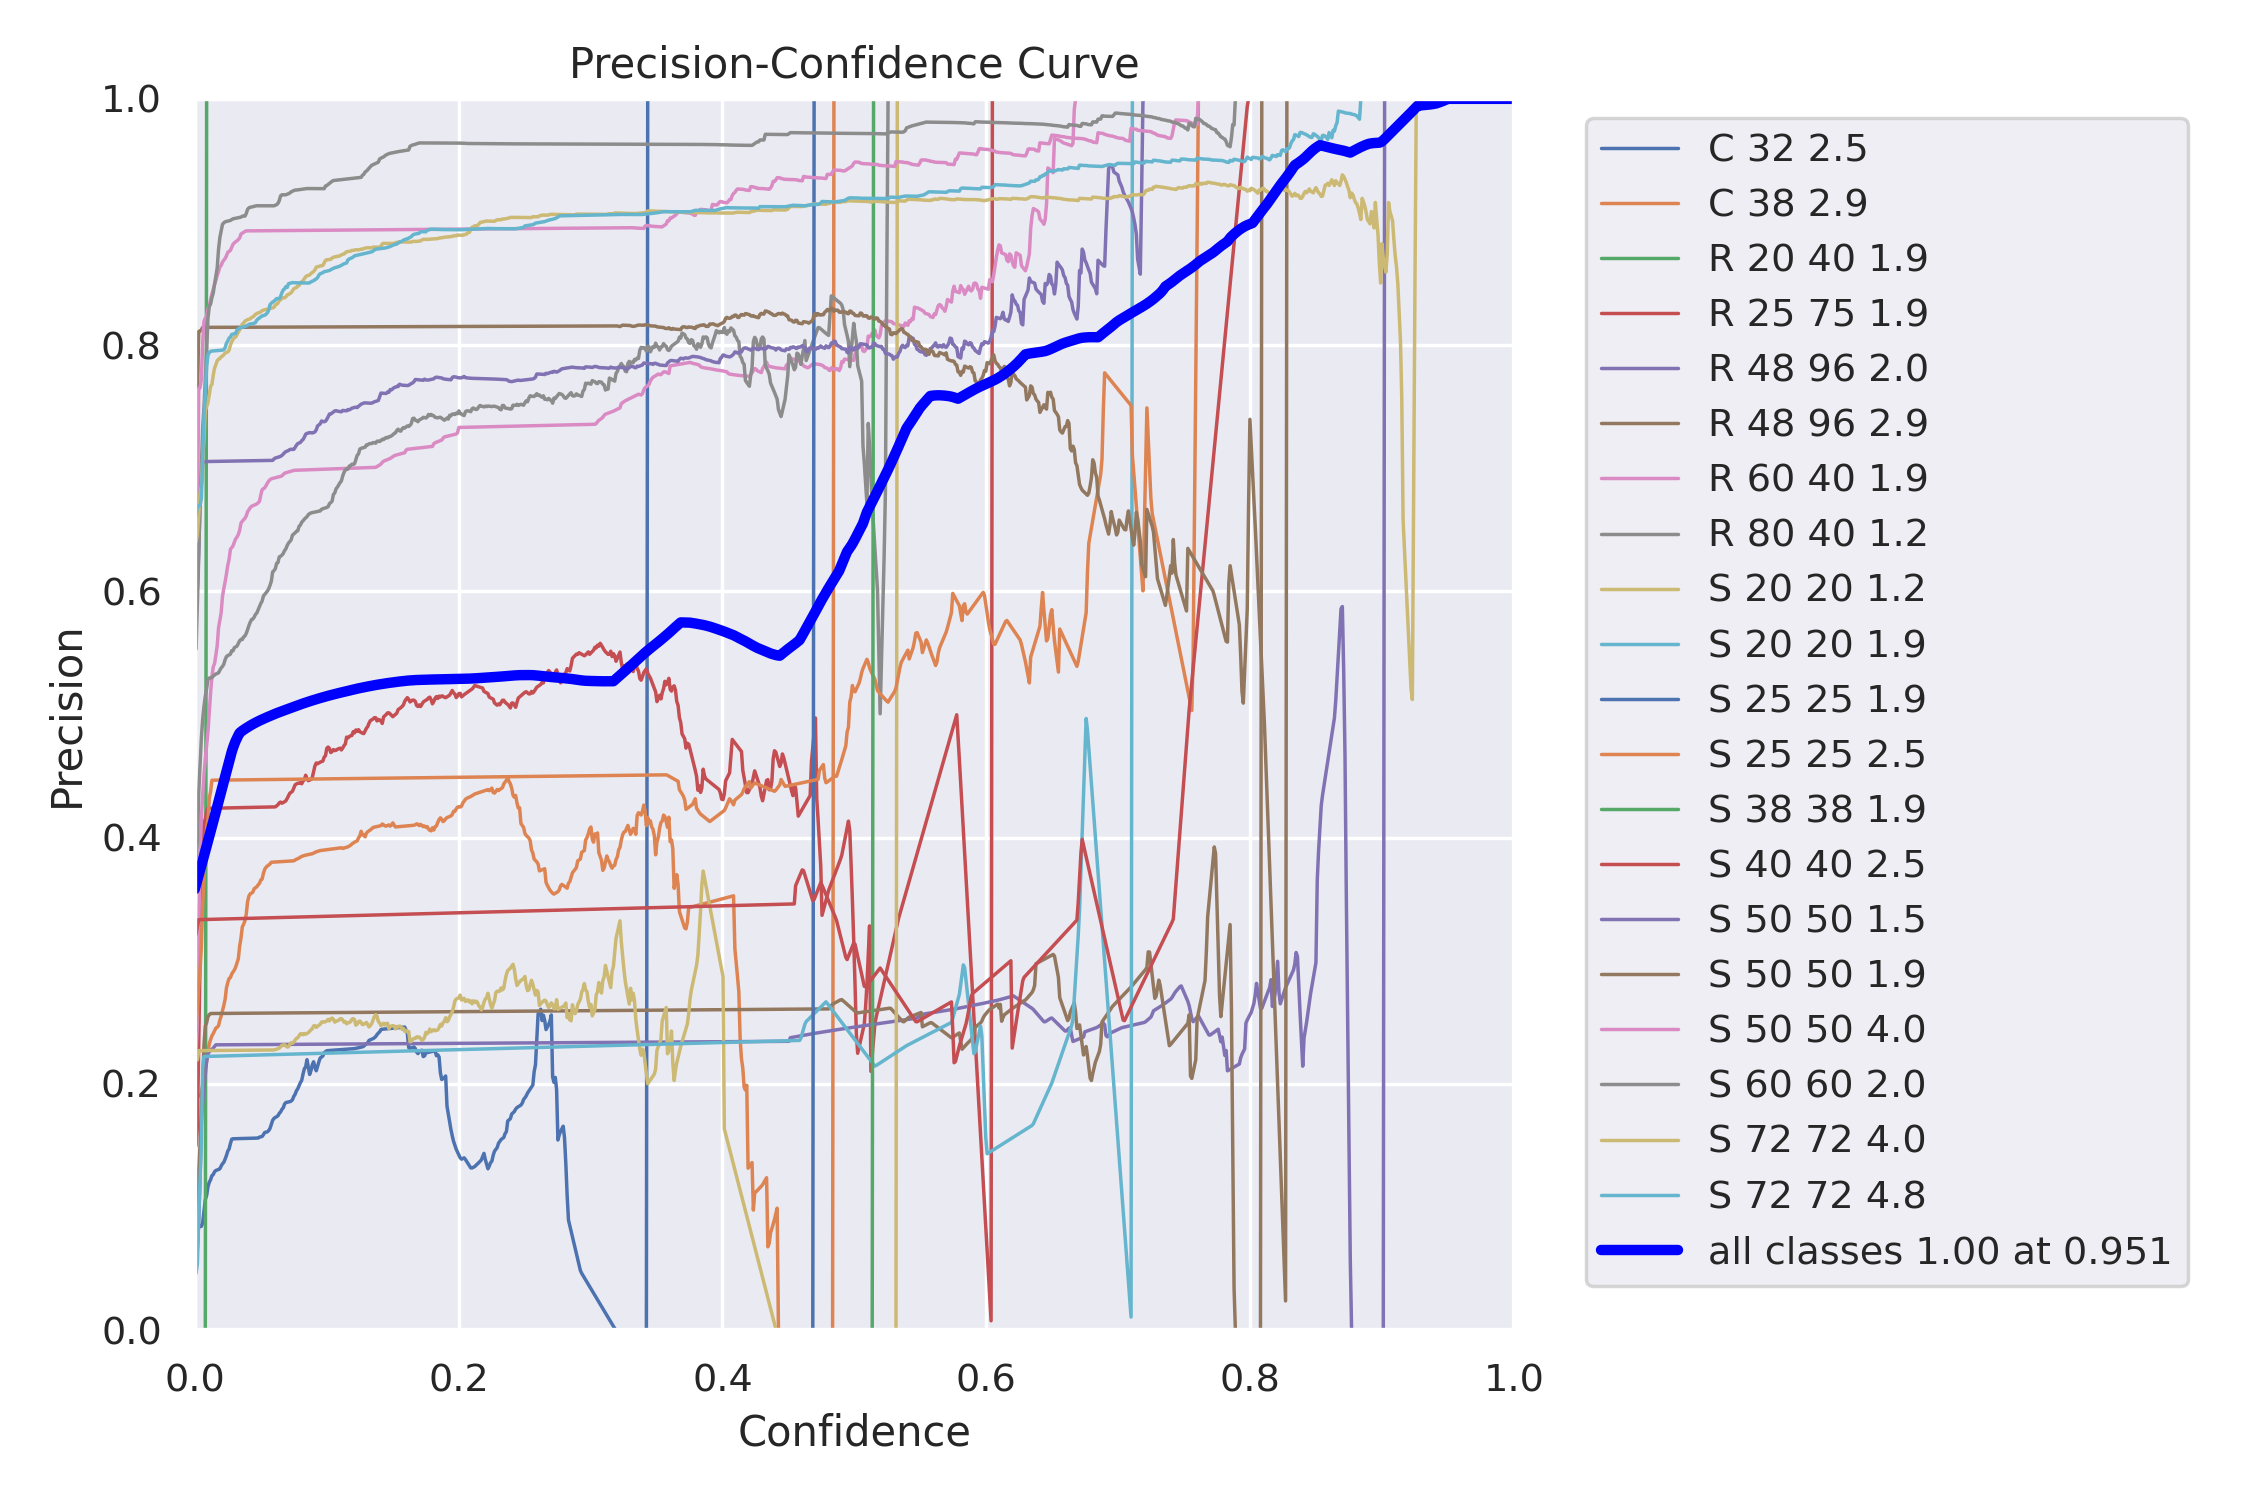 Precision-Confidence Curve
1.0
0.8
0.6
0.4
0.2
0.0
Precision
0.0 0.2 0.4 0.6 0.8 1.0
Confidence
C 32 2.5
C 38 2.9
R 20 40 1.9
R 25 75 1.9
R 48 96 2.0
R 48 96 2.9
R 60 40 1.9
R 80 40 1.2
S 20 20 1.2
S 20 20 1.9
S 25 25 1.9
S 25 25 2.5
S 38 38 1.9
S 40 40 2.5
S 50 50 1.5
S 50 50 1.9
S 50 50 4.0
S 60 60 2.0
S 72 72 4.0
S 72 72 4.8
all classes 1.00 at 0.951